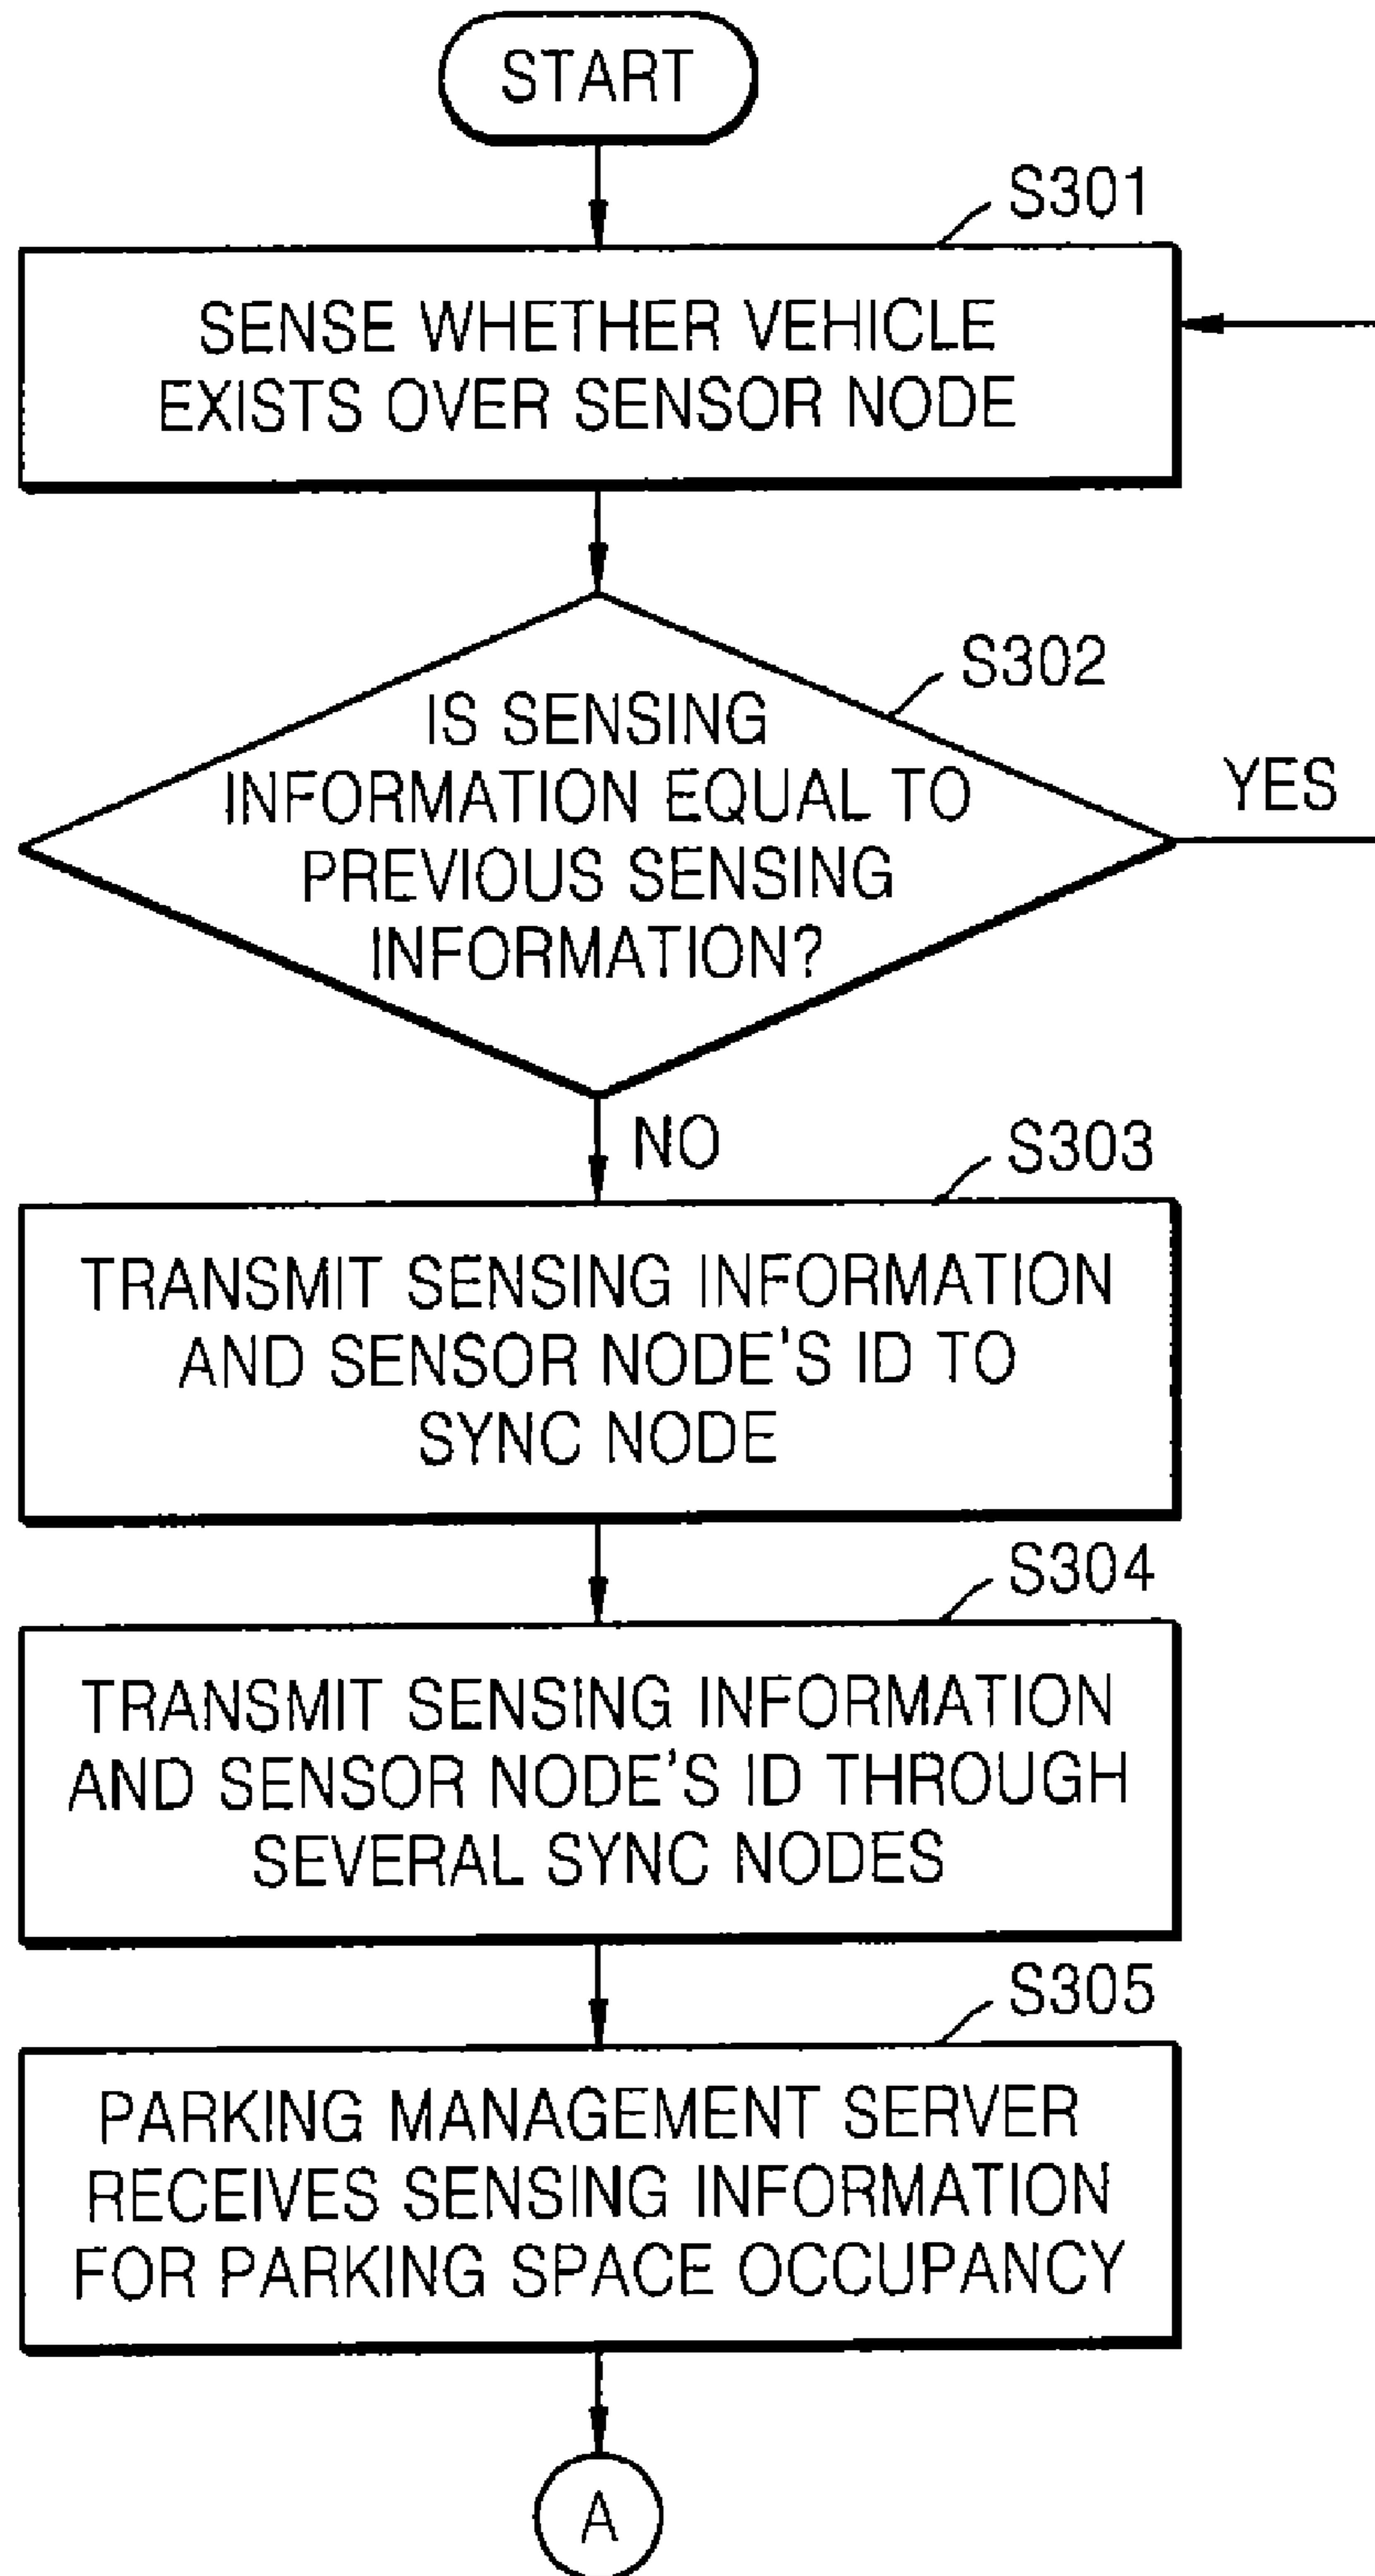 START
S301
SENSE WHETHER VEHICLE
EXISTS OVER SENSOR NODE
S302
IS SENSING
INFORMATION EQUAL TO
PREVIOUS SENSING
INFORMATION?
YES
NO
S303
TRANSMIT SENSING INFORMATION
AND SENSOR NODE'S ID TO
SYNC NODE
S304
TRANSMIT SENSING INFORMATION
AND SENSOR NODE'S ID THROUGH
SEVERAL SYNC NODES
S305
PARKING MANAGEMENT SERVER
RECEIVES SENSING INFORMATION
FOR PARKING SPACE OCCUPANCY
A